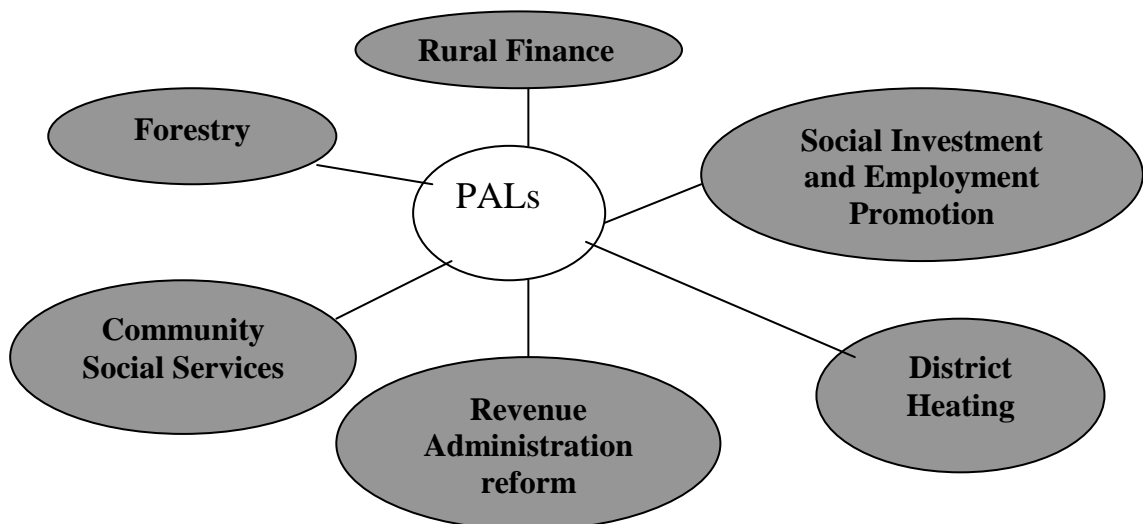 Rural Finance
Forestry
Social Investment
and Employment
Promotion
PALs
Community
Social Services
District
Heating
Revenue
Administration
reform